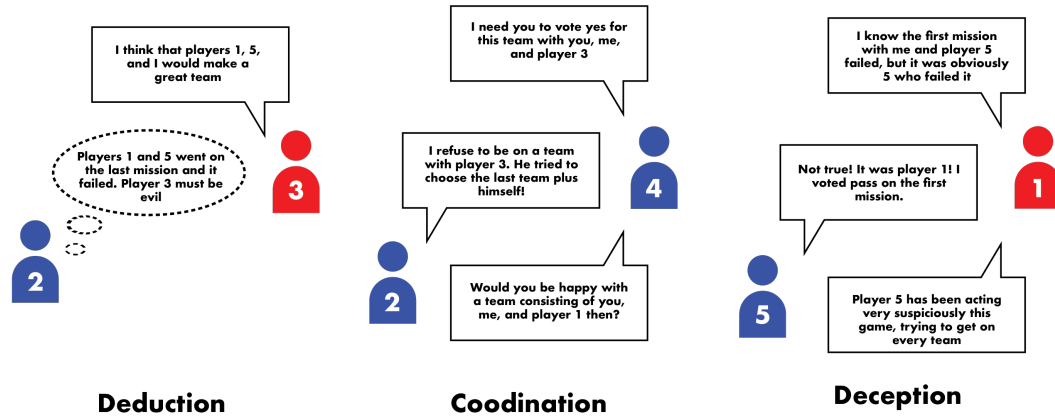 I think that players 1, 5,
and I would make a
great team
Players 1 and 5 went on
the last mission and it
failed. Player 3 must be
evil
3
2
Deduction
I need you to vote yes for
this team with you, me,
and player 3
I refuse to be on a team
with player 3. He tried to
choose the last team plus
himself!
4
2
Would you be happy with
a team consisting of you,
me, and player 1 then?
Coodination
I know the first mission
with me and player 5
failed, but it was obviously
5 who failed it
Not true! It was player 1! I
voted pass on the first
mission.
1
5
Player 5 has been acting
very suspiciously this
game, trying to get on
every team
Deception